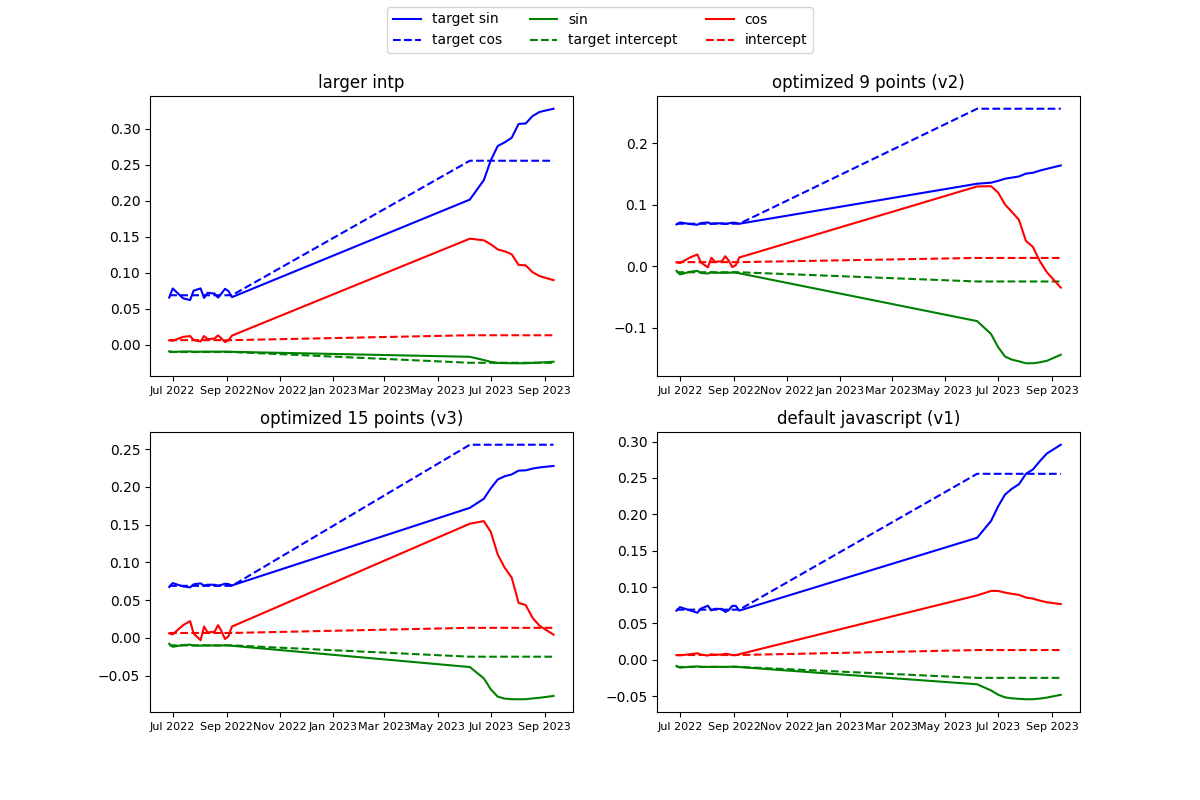 target sin sin cos
target cos target intercept intercept
larger intp
0.30
0.25
0.20
0.15
0.10
0.05
0.00
Jul 2022 Sep 2022 Nov 2022 Jan 2023 Mar 2023 May 2023 Jul 2023 Sep 2023
optimized 9 points (v2)
0.2
0.1
0.0
−0.1
Jul 2022 Sep 2022 Nov 2022 Jan 2023 Mar 2023 May 2023 Jul 2023 Sep 2023
optimized 15 points (v3)
0.25
0.20
0.15
0.10
0.05
0.00
−0.05
Jul 2022 Sep 2022 Nov 2022 Jan 2023 Mar 2023 May 2023 Jul 2023 Sep 2023
default javascript (v1)
0.30
0.25
0.20
0.15
0.10
0.05
0.00
−0.05
Jul 2022 Sep 2022 Nov 2022 Jan 2023 Mar 2023 May 2023 Jul 2023 Sep 2023